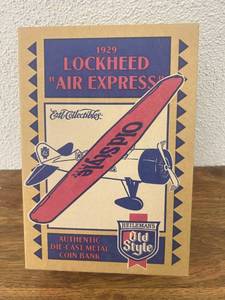 1929
LOCKHEED
"AIR EXPRESS"
Ertl Collectibles
Old Style
AUTHENTIC
DIE-CAST METAL
COIN BANK
HEILEMAN'S
Old
Style